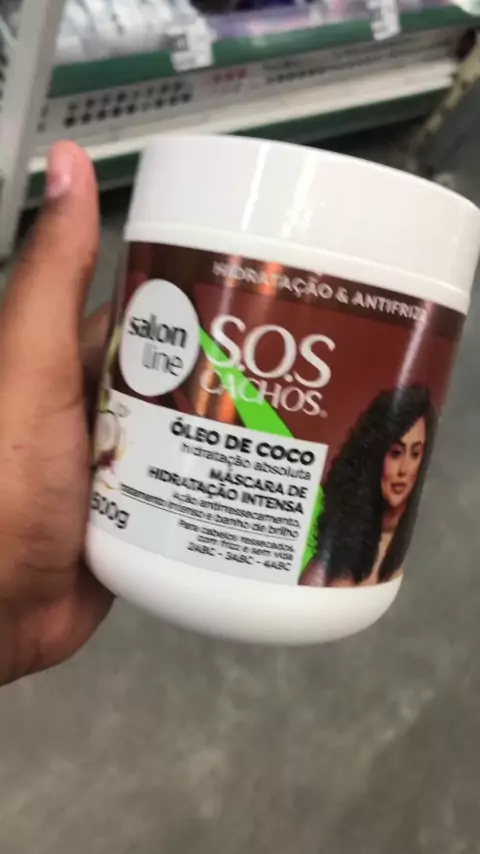 HIDRATAÇÃO & ANTIFRIZZ
salon
line
S.O.S
CACHOS®
ÓLEO DE COCO
hidratação absoluta
MÁSCARA DE
HIDRATAÇÃO INTENSA
Ação antirressecamento,
tratamento intenso e banho de brilho
500g
Para cabelos ressecados,
com frizz e sem vida
2ABC - 3ABC - 4ABC